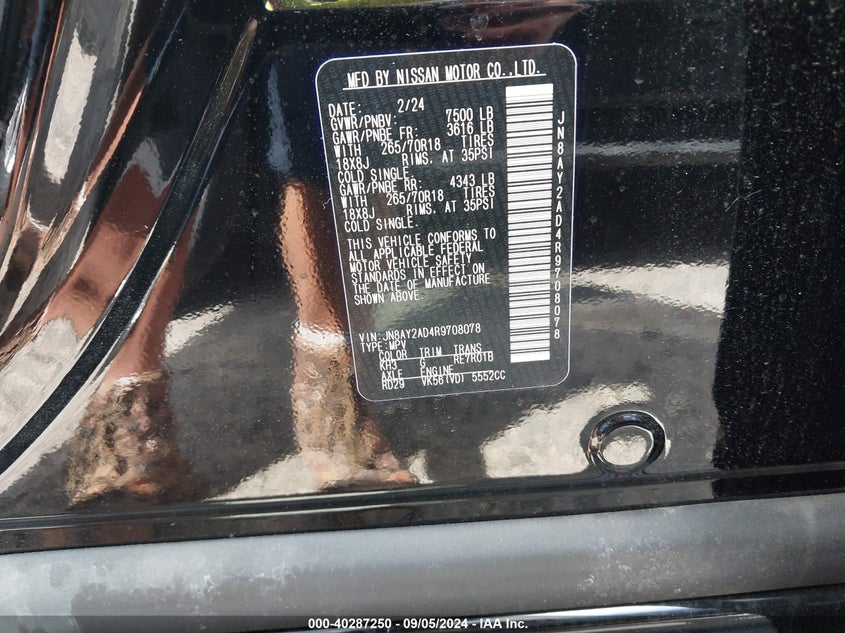 MFD BY NISSAN MOTOR CO.,LTD.
DATE: 2/24
GVWR/PNBV: 7500 LB
GAWR/PNBE FR: 3616 LB
WITH 265/70R18 TIRES
18X8J RIMS. AT 35PSI
COLD SINGLE.
GAWR/PNBE RR: 4343 LB
WITH 265/70R18 TIRES
18X8J RIMS. AT 35PSI
COLD SINGLE.
THIS VEHICLE CONFORMS TO
ALL APPLICABLE FEDERAL
MOTOR VEHICLE SAFETY
STANDARDS IN EFFECT ON
THE DATE OF MANUFACTURE
SHOWN ABOVE.
VIN: JN8AY2AD4R9708078
TYPE: MPV
COLOR TRIM TRANS
KH3 G RE7R01B
AXLE ENGINE
RD29 VK56(VD) 5552CC
JN8AY2AD4R9708078
000-40287250 - 09/05/2024 - IAA Inc.